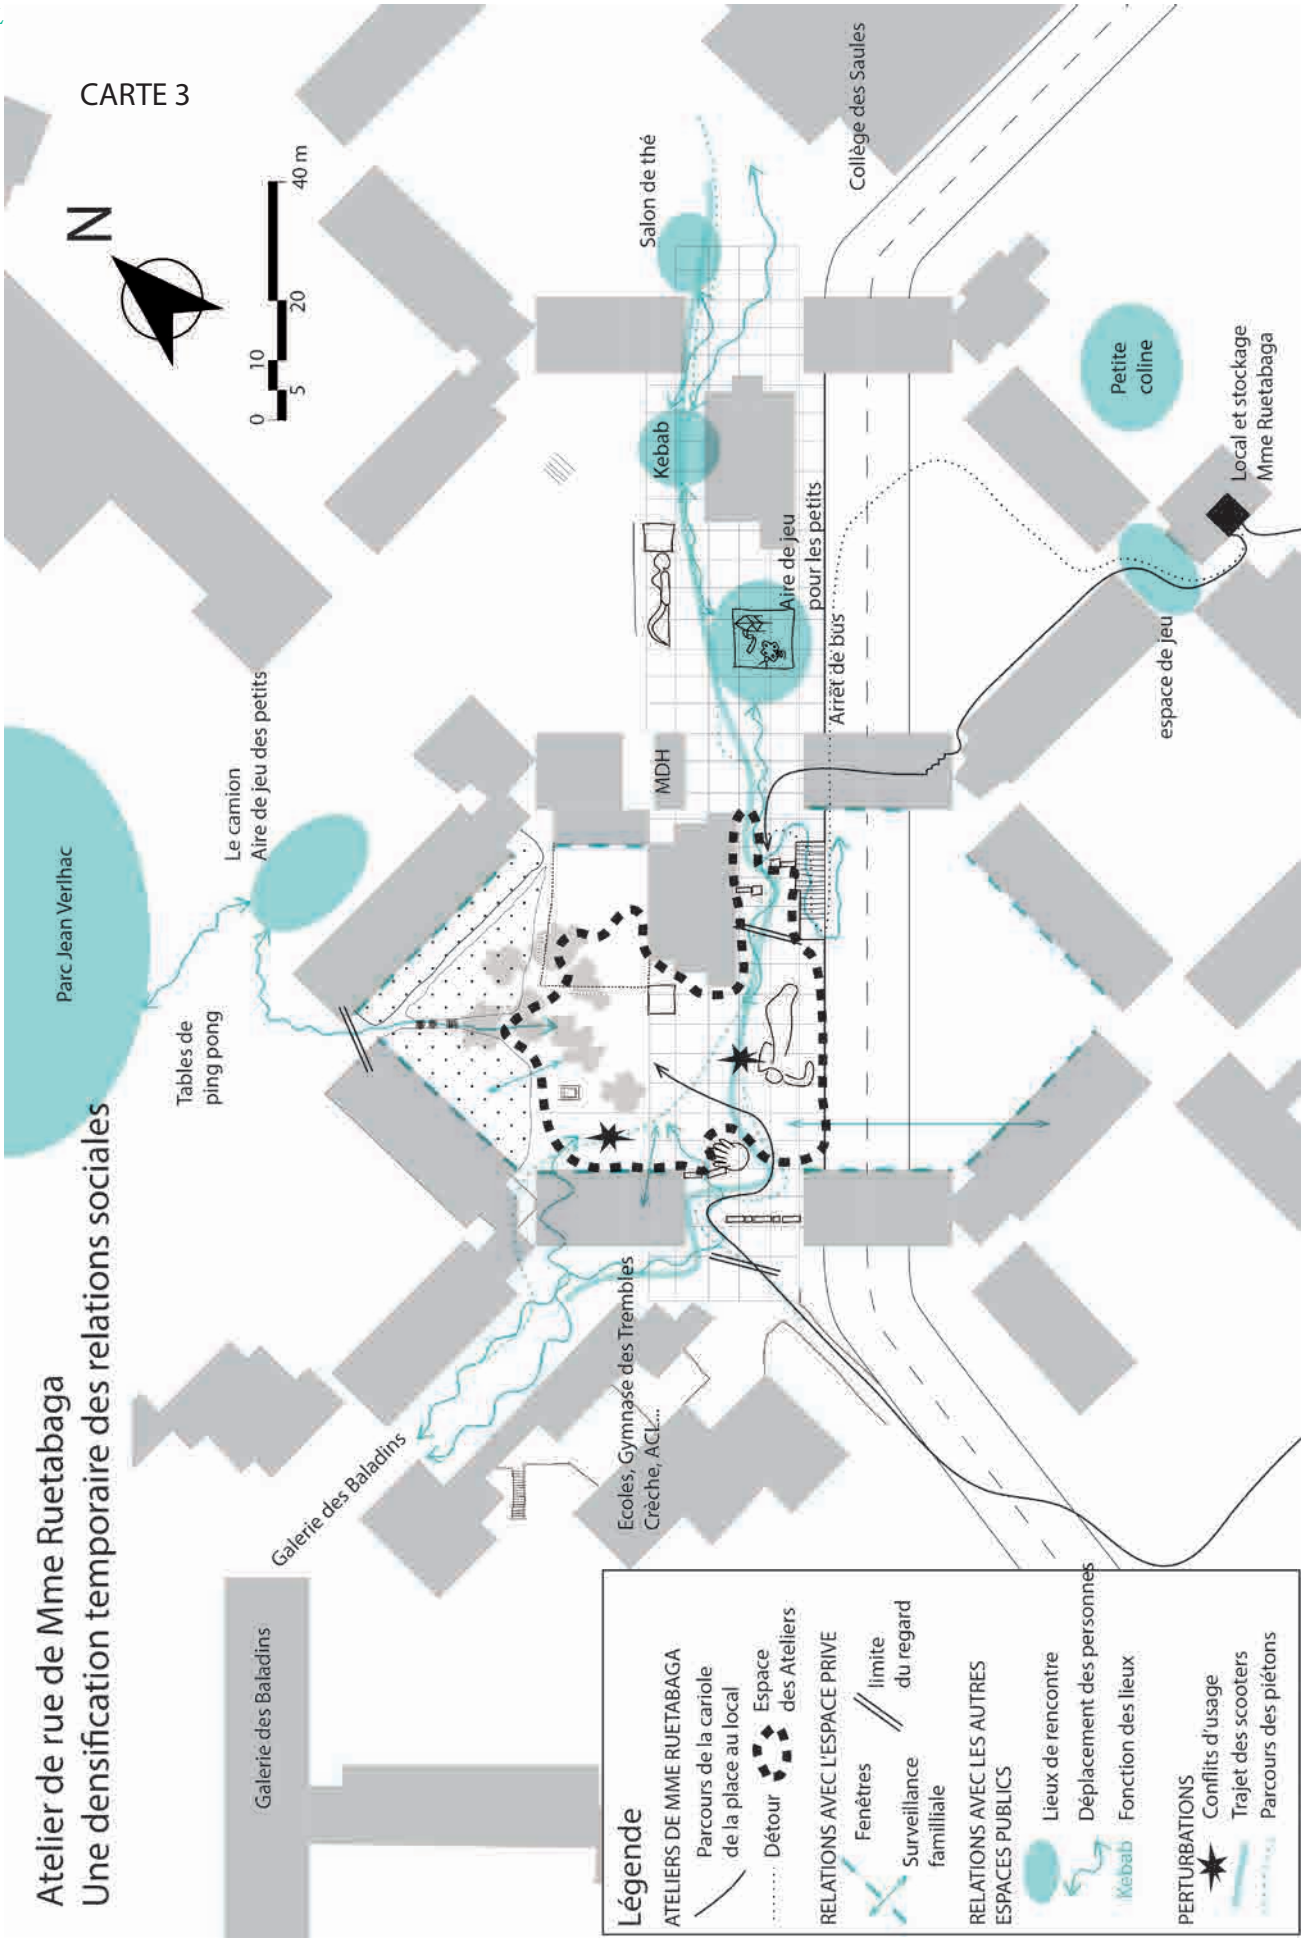 CARTE 3
Atelier de rue de Mme Ruetabaga
Une densification temporaire des relations sociales
N
0 10 20 40 m
5
Parc Jean Verlhac
Le camion
Aire de jeu des petits
Tables de
ping pong
Galerie des Baladins
Galerie des Baladins
Ecoles, Gymnase des Trembles
Crèche, ACL...
MDH
Kebab
Salon de thé
Aire de jeu
pour les petits
Arrêt de bus
Collège des Saules
Petite
coline
Local et stockage
Mme Ruetabaga
espace de jeu
Légende
ATELIERS DE MME RUETABAGA
Parcours de la cariole
de la place au local
Détour
Espace
des Ateliers
RELATIONS AVEC L'ESPACE PRIVE
Fenêtres
limite
du regard
Surveillance
familliale
RELATIONS AVEC LES AUTRES
ESPACES PUBLICS
Lieux de rencontre
Déplacement des personnes
Kebab Fonction des lieux
PERTURBATIONS
Conflits d'usage
Trajet des scooters
Parcours des piétons